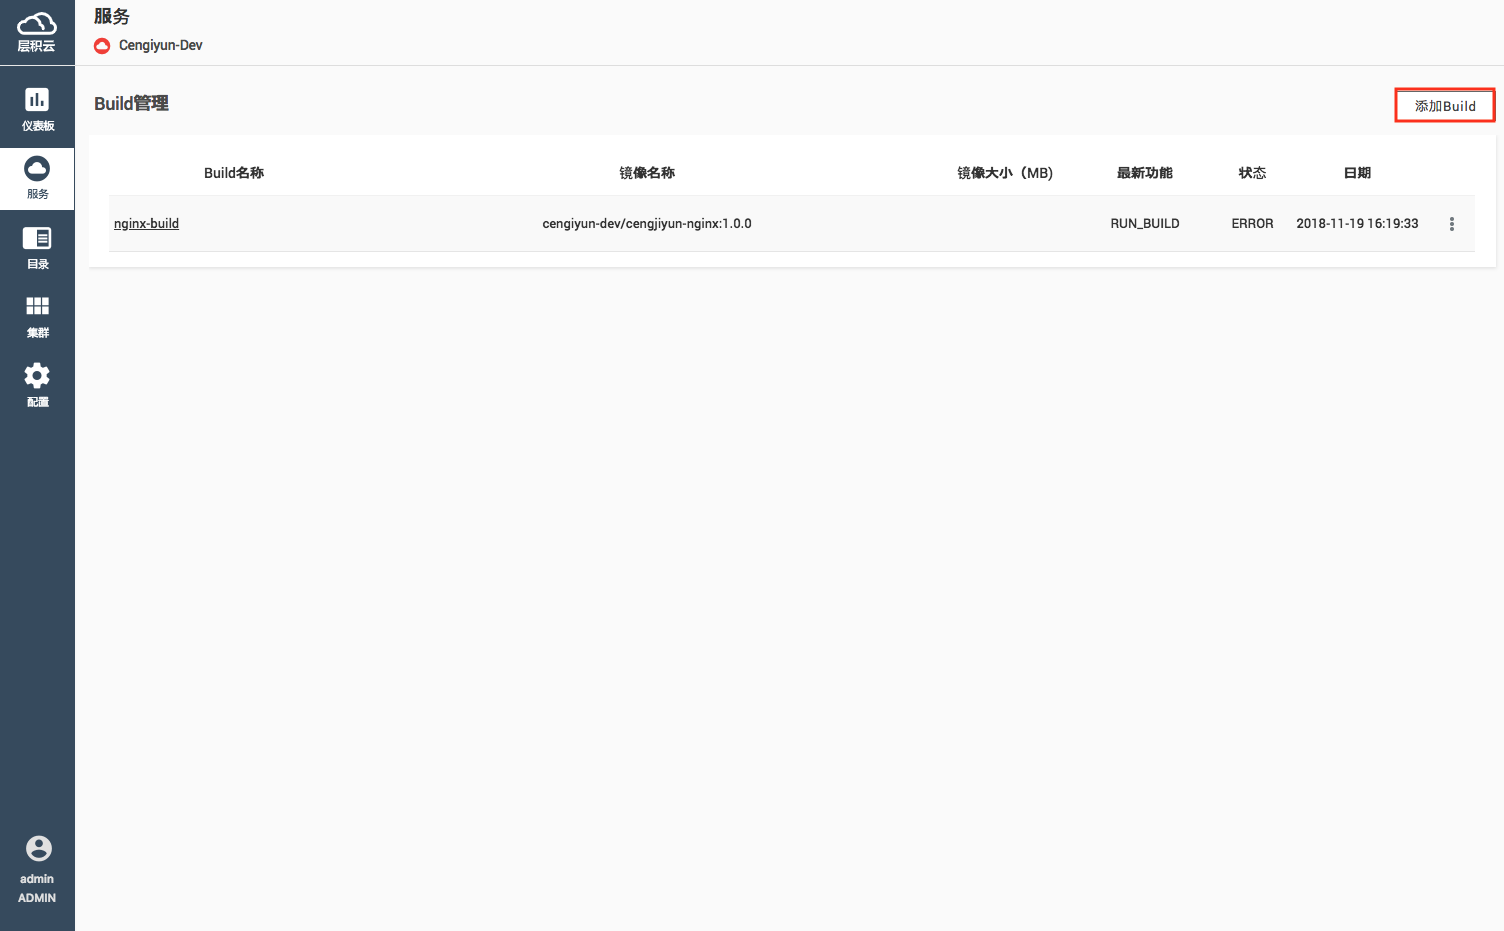 层积云
服务
Cengiyun-Dev
仪表板
服务
目录
集群
配置
admin
ADMIN
Build管理
添加Build
Build名称 镜像名称 镜像大小（MB) 最新功能 状态 日期
nginx-build cengiyun-dev/cengjiyun-nginx:1.0.0 RUN_BUILD ERROR 2018-11-19 16:19:33